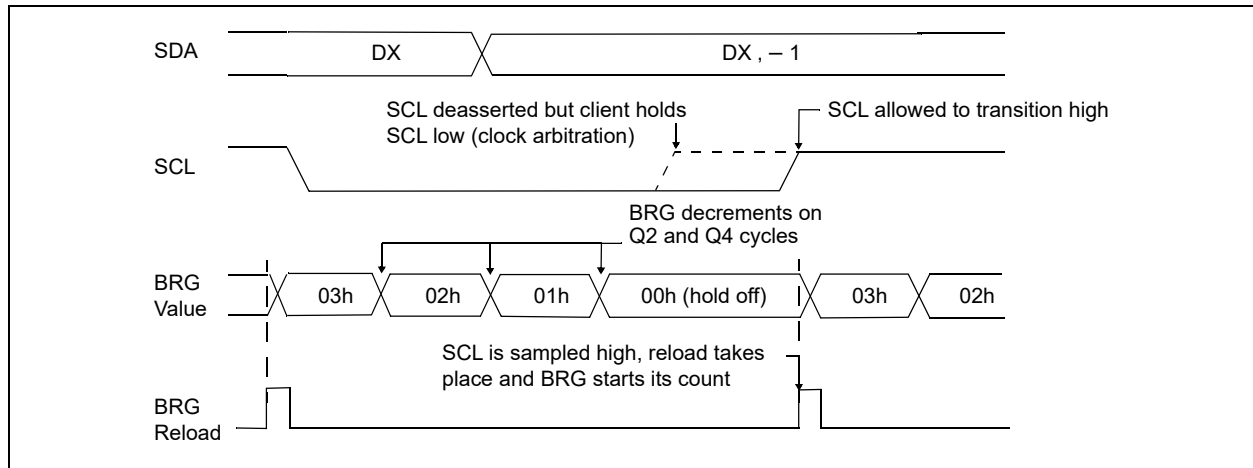 SDA
DX
DX , – 1
SCL deasserted but client holds
SCL low (clock arbitration)
SCL allowed to transition high
SCL
BRG decrements on
Q2 and Q4 cycles
BRG
Value
03h
02h
01h
00h (hold off)
03h
02h
SCL is sampled high, reload takes
place and BRG starts its count
BRG
Reload